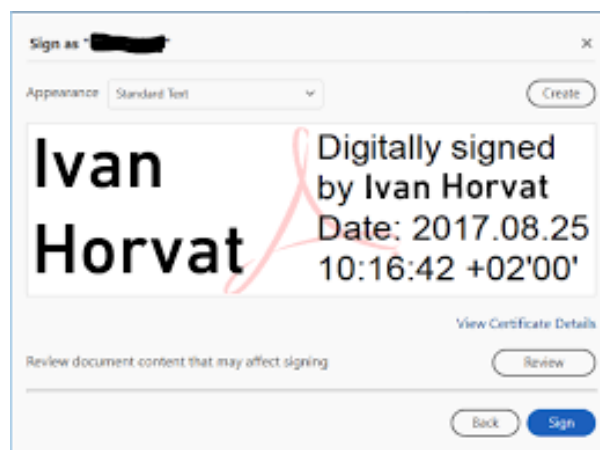 Sign as "
Appearance Standard Text Create
Ivan
Horvat
Digitally signed
by Ivan Horvat
Date: 2017.08.25
10:16:42 +02'00'
View Certificate Details
Review document content that may affect signing Review
Back Sign